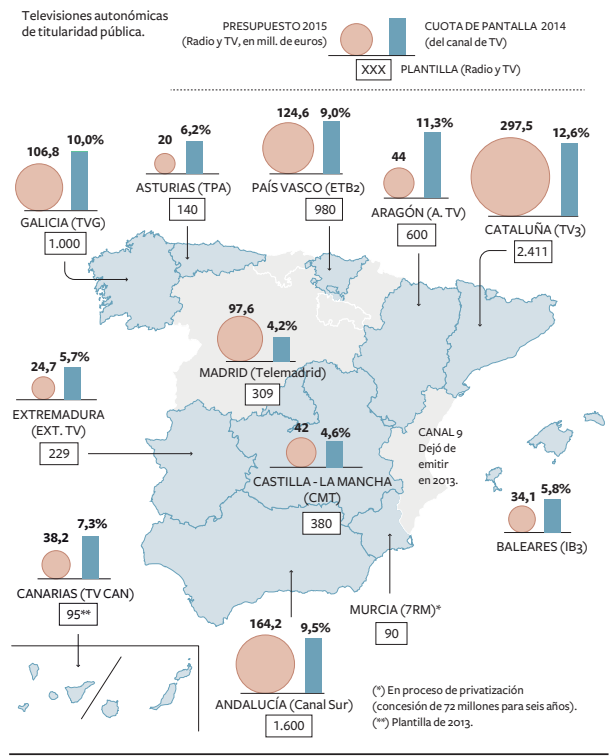 Televisiones autonómicas
de titularidad pública.
PRESUPUESTO 2015
(Radio y TV, en mill. de euros)
CUOTA DE PANTALLA 2014
(del canal de TV)
XXX PLANTILLA (Radio y TV)
106,8 10,0%
GALICIA (TVG)
1.000
20 6,2%
ASTURIAS (TPA)
140
124,6 9,0%
PAÍS VASCO (ETB2)
980
44 11,3%
ARAGÓN (A. TV)
600
297,5 12,6%
CATALUÑA (TV3)
2.411
97,6 4,2%
MADRID (Telemadrid)
309
24,7 5,7%
EXTREMADURA
(EXT. TV)
229
42 4,6%
CASTILLA - LA MANCHA
(CMT)
380
CANAL 9
Dejó de
emitir
en 2013.
34,1 5,8%
BALEARES (IB3)
38,2 7,3%
CANARIAS (TV CAN)
95**
MURCIA (7RM)*
90
164,2 9,5%
ANDALUCÍA (Canal Sur)
1.600
(*) En proceso de privatización
(concesión de 72 millones para seis años).
(**) Plantilla de 2013.